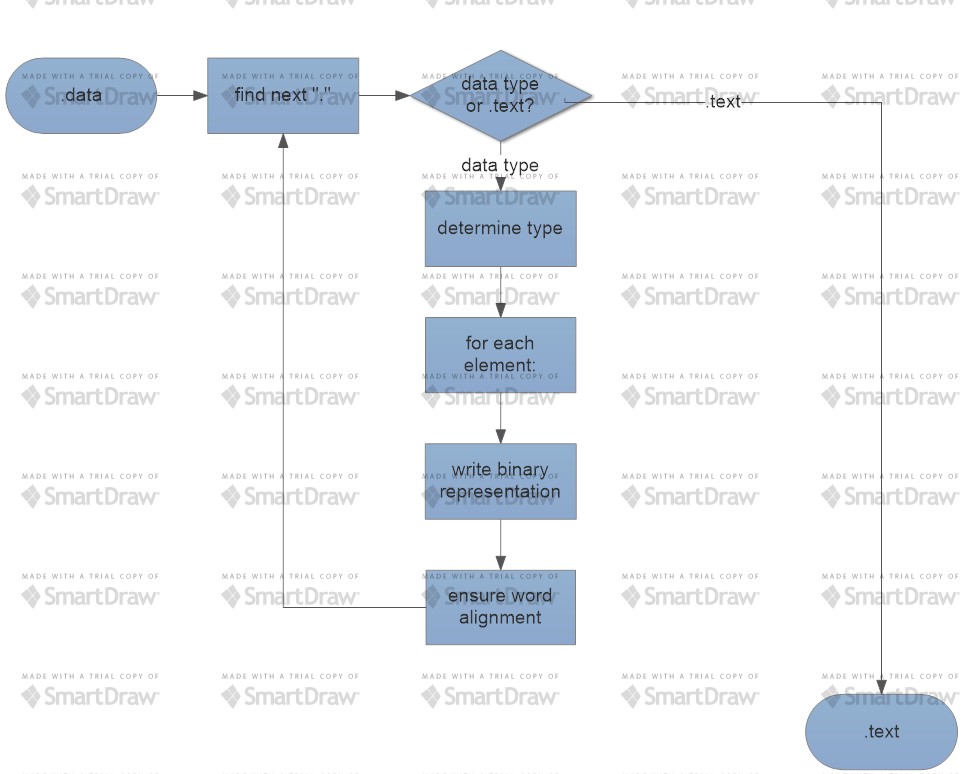 .data
find next "."
data type
or .text?
.text
data type
determine type
for each
element:
write binary
representation
ensure word
alignment
.text
MADE WITH A TRIAL COPY OF
SmartDraw